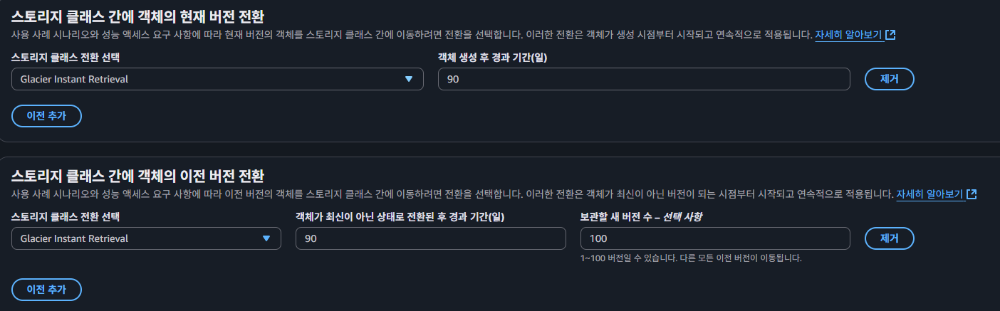 스토리지 클래스 간에 객체의 현재 버전 전환
사용 사례 시나리오와 성능 액세스 요구 사항에 따라 현재 버전의 객체를 스토리지 클래스 간에 이동하려면 전환을 선택합니다. 이러한 전환은 객체가 생성 시점부터 시작되고 연속적으로 적용됩니다. 자세히 알아보기
스토리지 클래스 전환 선택
객체 생성 후 경과 기간(일)
Glacier Instant Retrieval
90
제거
이전 추가
스토리지 클래스 간에 객체의 이전 버전 전환
사용 사례 시나리오와 성능 액세스 요구 사항에 따라 이전 버전의 객체를 스토리지 클래스 간에 이동하려면 전환을 선택합니다. 이러한 전환은 객체가 최신이 아닌 버전이 되는 시점부터 시작되고 연속적으로 적용됩니다. 자세히 알아보기
스토리지 클래스 전환 선택
객체가 최신이 아닌 상태로 전환된 후 경과 기간(일)
보관할 새 버전 수 – 선택 사항
Glacier Instant Retrieval
90
100
제거
1~100 버전일 수 있습니다. 다른 모든 이전 버전이 이동됩니다.
이전 추가